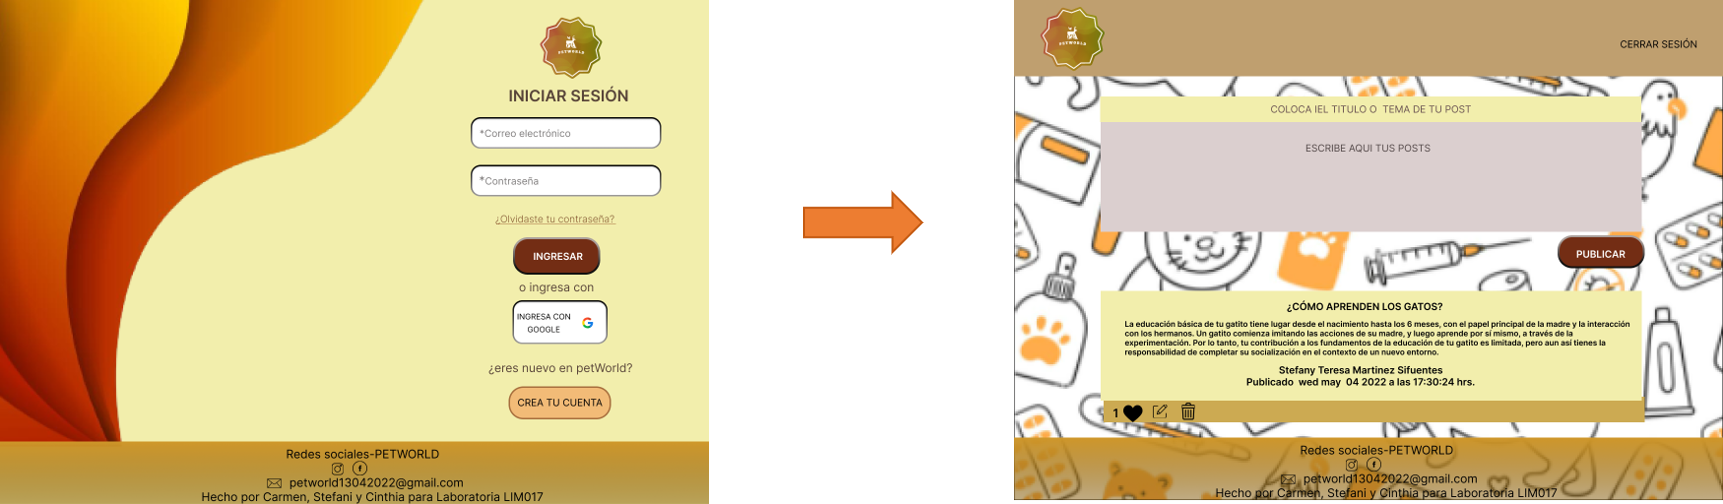 PETWORLD
INICIAR SESIÓN
*Correo electrónico
*Contraseña
¿Olvidaste tu contraseña?
INGRESAR
o ingresa con
INGRESA CON
GOOGLE
¿eres nuevo en petWorld?
CREA TU CUENTA
Redes sociales-PETWORLD
petworld13042022@gmail.com
Hecho por Carmen, Stefani y Cinthia para Laboratoria LIM017
PETWORLD
CERRAR SESIÓN
COLOCA IEL TITULO O TEMA DE TU POST
ESCRIBE AQUI TUS POSTS
PUBLICAR
¿CÓMO APRENDEN LOS GATOS?
La educación básica de tu gatito tiene lugar desde el nacimiento hasta los 6 meses, con el papel principal de la madre y la interacción
con los hermanos. Un gatito comienza imitando las acciones de su madre, y luego aprende por sí mismo, a través de la
experimentación. Por lo tanto, tu contribución a los fundamentos de la educación de tu gatito es limitada, pero aun así tienes la
responsabilidad de completar su socialización en el contexto de un nuevo entorno.
Stefany Teresa Martinez Sifuentes
Publicado wed may 04 2022 a las 17:30:24 hrs.
1
Redes sociales-PETWORLD
petworld13042022@gmail.com
Hecho por Carmen, Stefani y Cinthia para Laboratoria LIM017